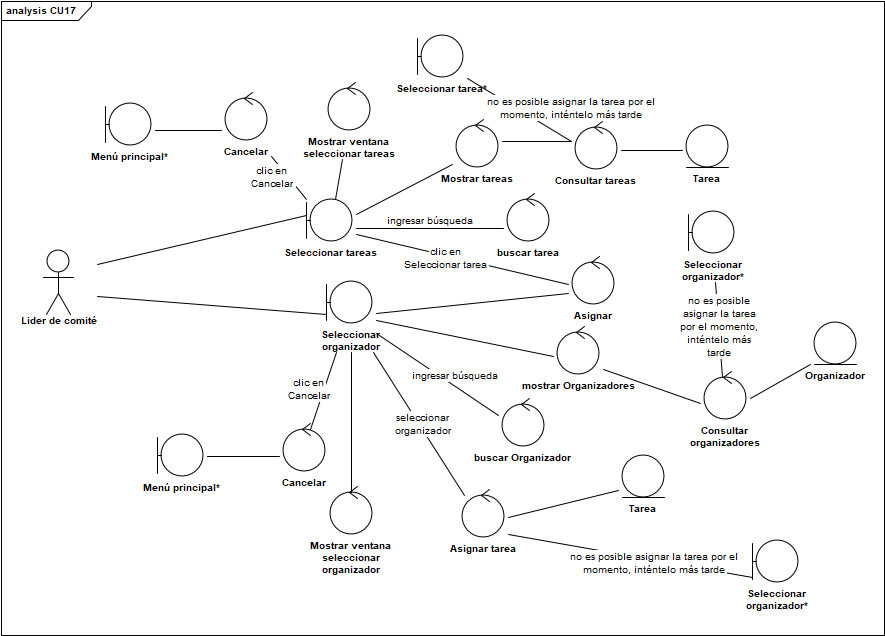 analysis CU17
Seleccionar tarea*
no es posible asignar la tarea por el
momento, inténtelo más tarde
Menú principal*
Cancelar
Mostrar ventana
seleccionar tareas
Mostrar tareas
Consultar tareas
Tarea
clic en
Cancelar
Seleccionar tareas
ingresar búsqueda
buscar tarea
clic en
Seleccionar tarea
Seleccionar
organizador*
Lider de comité
Asignar
no es posible
asignar la tarea
por el momento,
inténtelo más
tarde
Seleccionar
organizador
mostrar Organizadores
Organizador
clic en
Cancelar
ingresar búsqueda
seleccionar
organizador
Consultar
organizadores
buscar Organizador
Menú principal*
Cancelar
Tarea
Mostrar ventana
seleccionar
organizador
Asignar tarea
no es posible asignar la tarea por el
momento, inténtelo más tarde
Seleccionar
organizador*